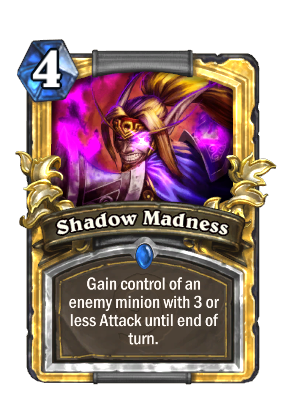 4
Shadow Madness
Gain control of an
enemy minion with 3 or
less Attack until end of
turn.